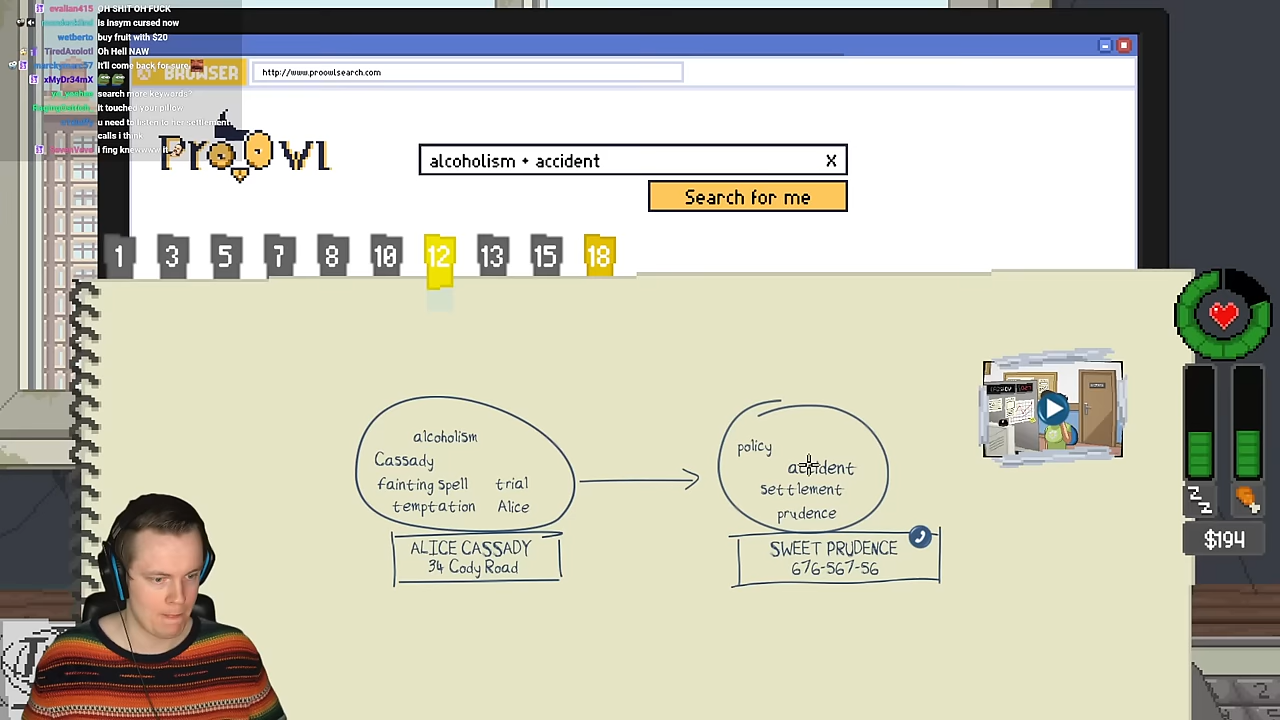 evalian415 OH SHIT OH FUCK
Is Insym cursed now
wetberto buy fruit with $20
TiredAxolotl Oh Hell NAW
It'll come back for sure
xMyDr34mX
search more keywords?
It touched your pillow
u need to listen to her settlement
calls i think
i fing knewwww it
BROWSER
http://www.proowlsearch.com
ProOwl
alcoholism + accident X
Search for me
1 3 5 7 8 10 12 13 15 18
alcoholism
Cassady
fainting spell trial
temptation Alice
ALICE CASSADY
34 Cody Road
policy
accident
settlement
prudence
SWEET PRUDENCE
676-567-56
$194